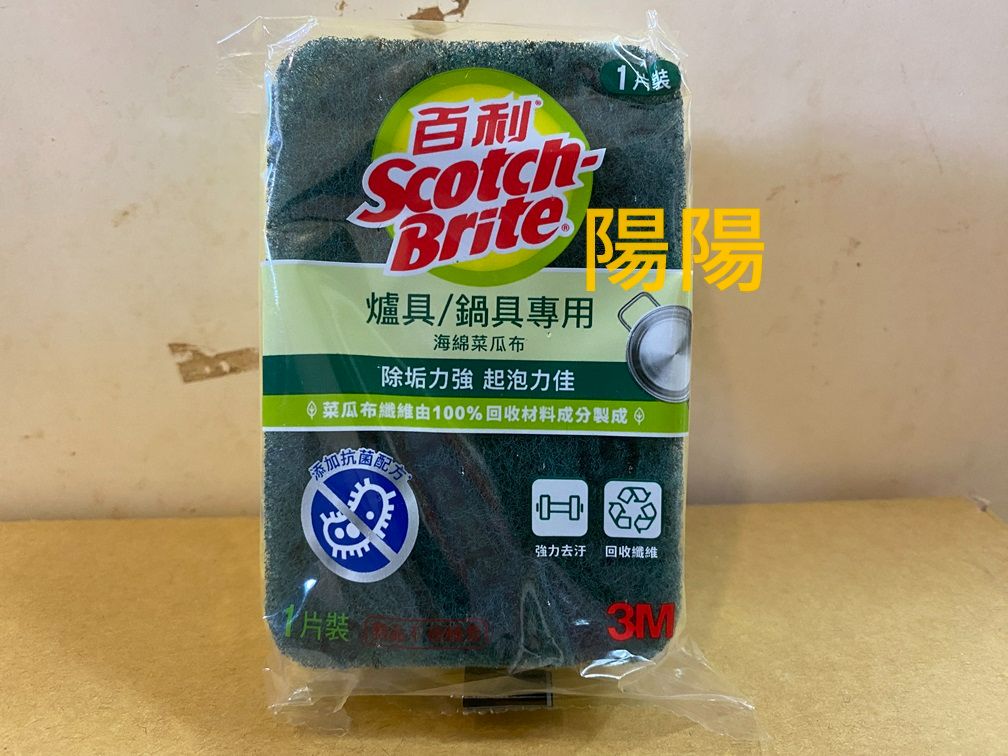 1片裝
百利
Scotch-
Brite®
陽陽
爐具/鍋具專用
海綿菜瓜布
除垢力強 起泡力佳
菜瓜布纖維由100%回收材料成分製成
添加抗菌配方
強力去汙 回收纖維
1片裝
3M